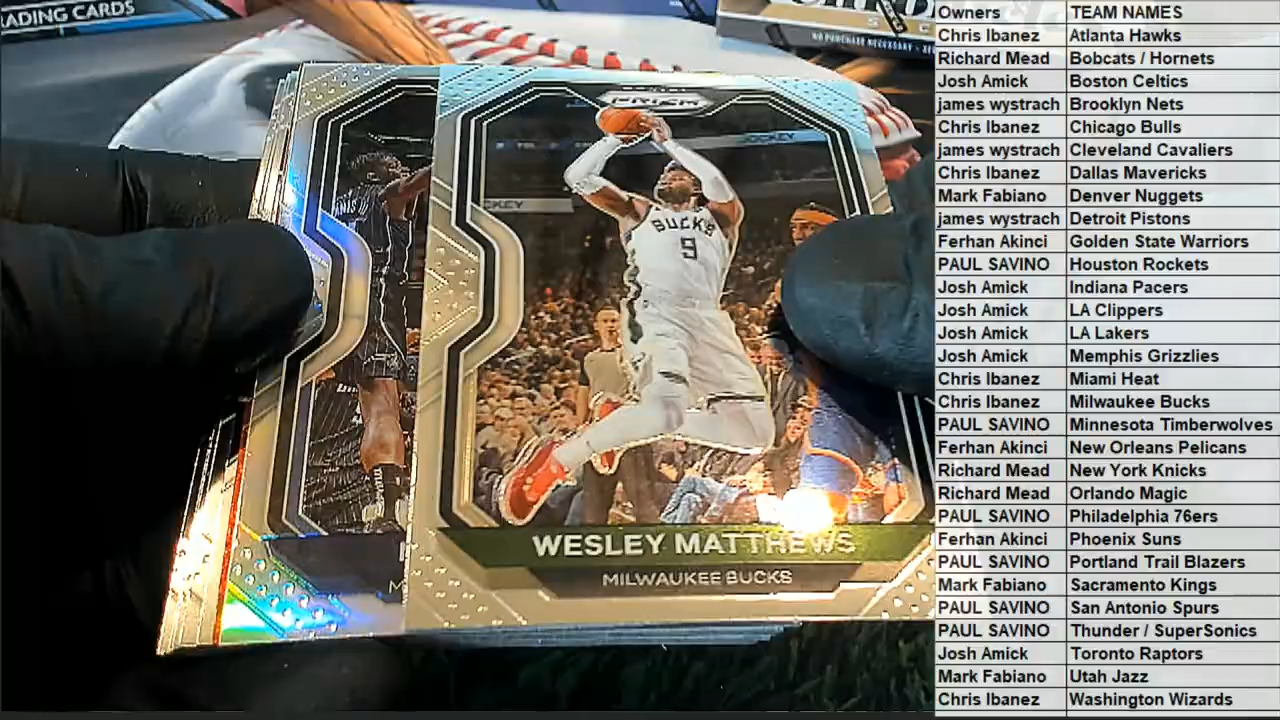 RADING CARDS
NO PURCHASE NECESSARY
PRIZM
JOCKEY
CKEY
BUCKS
9
WESLEY MATTHEWS
MILWAUKEE BUCKS
Owners TEAM NAMES
Chris Ibanez Atlanta Hawks
Richard Mead Bobcats / Hornets
Josh Amick Boston Celtics
james wystrach Brooklyn Nets
Chris Ibanez Chicago Bulls
james wystrach Cleveland Cavaliers
Chris Ibanez Dallas Mavericks
Mark Fabiano Denver Nuggets
james wystrach Detroit Pistons
Ferhan Akinci Golden State Warriors
PAUL SAVINO Houston Rockets
Josh Amick Indiana Pacers
Josh Amick LA Clippers
Josh Amick LA Lakers
Josh Amick Memphis Grizzlies
Chris Ibanez Miami Heat
Chris Ibanez Milwaukee Bucks
PAUL SAVINO Minnesota Timberwolves
Ferhan Akinci New Orleans Pelicans
Richard Mead New York Knicks
Richard Mead Orlando Magic
PAUL SAVINO Philadelphia 76ers
Ferhan Akinci Phoenix Suns
PAUL SAVINO Portland Trail Blazers
Mark Fabiano Sacramento Kings
PAUL SAVINO San Antonio Spurs
PAUL SAVINO Thunder / SuperSonics
Josh Amick Toronto Raptors
Mark Fabiano Utah Jazz
Chris Ibanez Washington Wizards